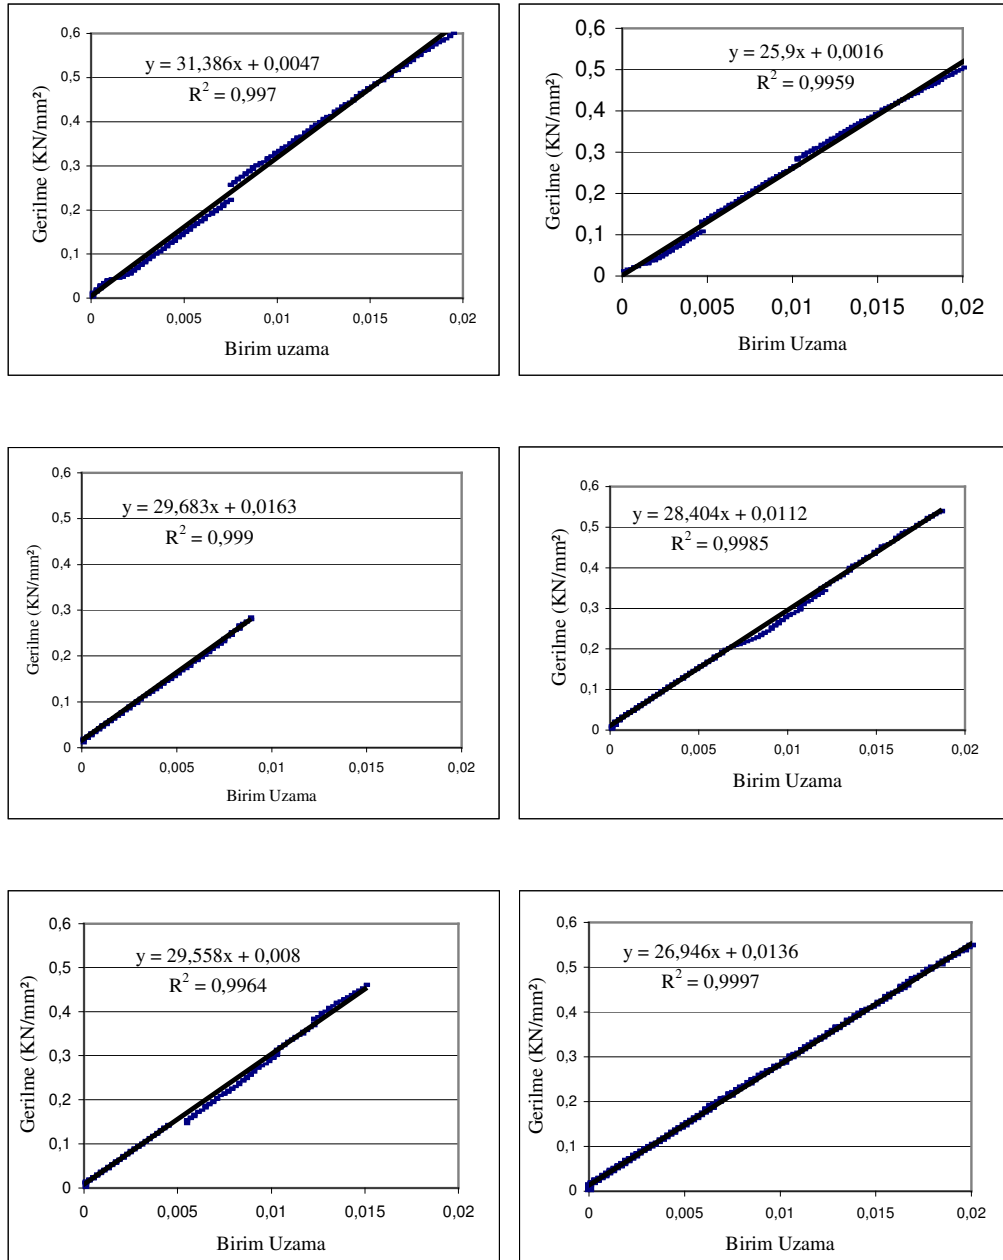 y = 31,386x + 0,0047
R² = 0,997
Gerilme (KN/mm²)
0,6
0,5
0,4
0,3
0,2
0,1
0
0 0,005 0,01 0,015 0,02
Birim uzama
y = 25,9x + 0,0016
R² = 0,9959
Gerilme (KN/mm²)
0,6
0,5
0,4
0,3
0,2
0,1
0
0 0,005 0,01 0,015 0,02
Birim Uzama
y = 29,683x + 0,0163
R² = 0,999
Gerilme (KN/mm²)
0,6
0,5
0,4
0,3
0,2
0,1
0
0 0,005 0,01 0,015 0,02
Birim Uzama
y = 28,404x + 0,0112
R² = 0,9985
Gerilme (KN/mm²)
0,6
0,5
0,4
0,3
0,2
0,1
0
0 0,005 0,01 0,015 0,02
Birim Uzama
y = 29,558x + 0,008
R² = 0,9964
Gerilme (KN/mm²)
0,6
0,5
0,4
0,3
0,2
0,1
0
0 0,005 0,01 0,015 0,02
Birim Uzama
y = 26,946x + 0,0136
R² = 0,9997
Gerilme (KN/mm²)
0,6
0,5
0,4
0,3
0,2
0,1
0
0 0,005 0,01 0,015 0,02
Birim Uzama